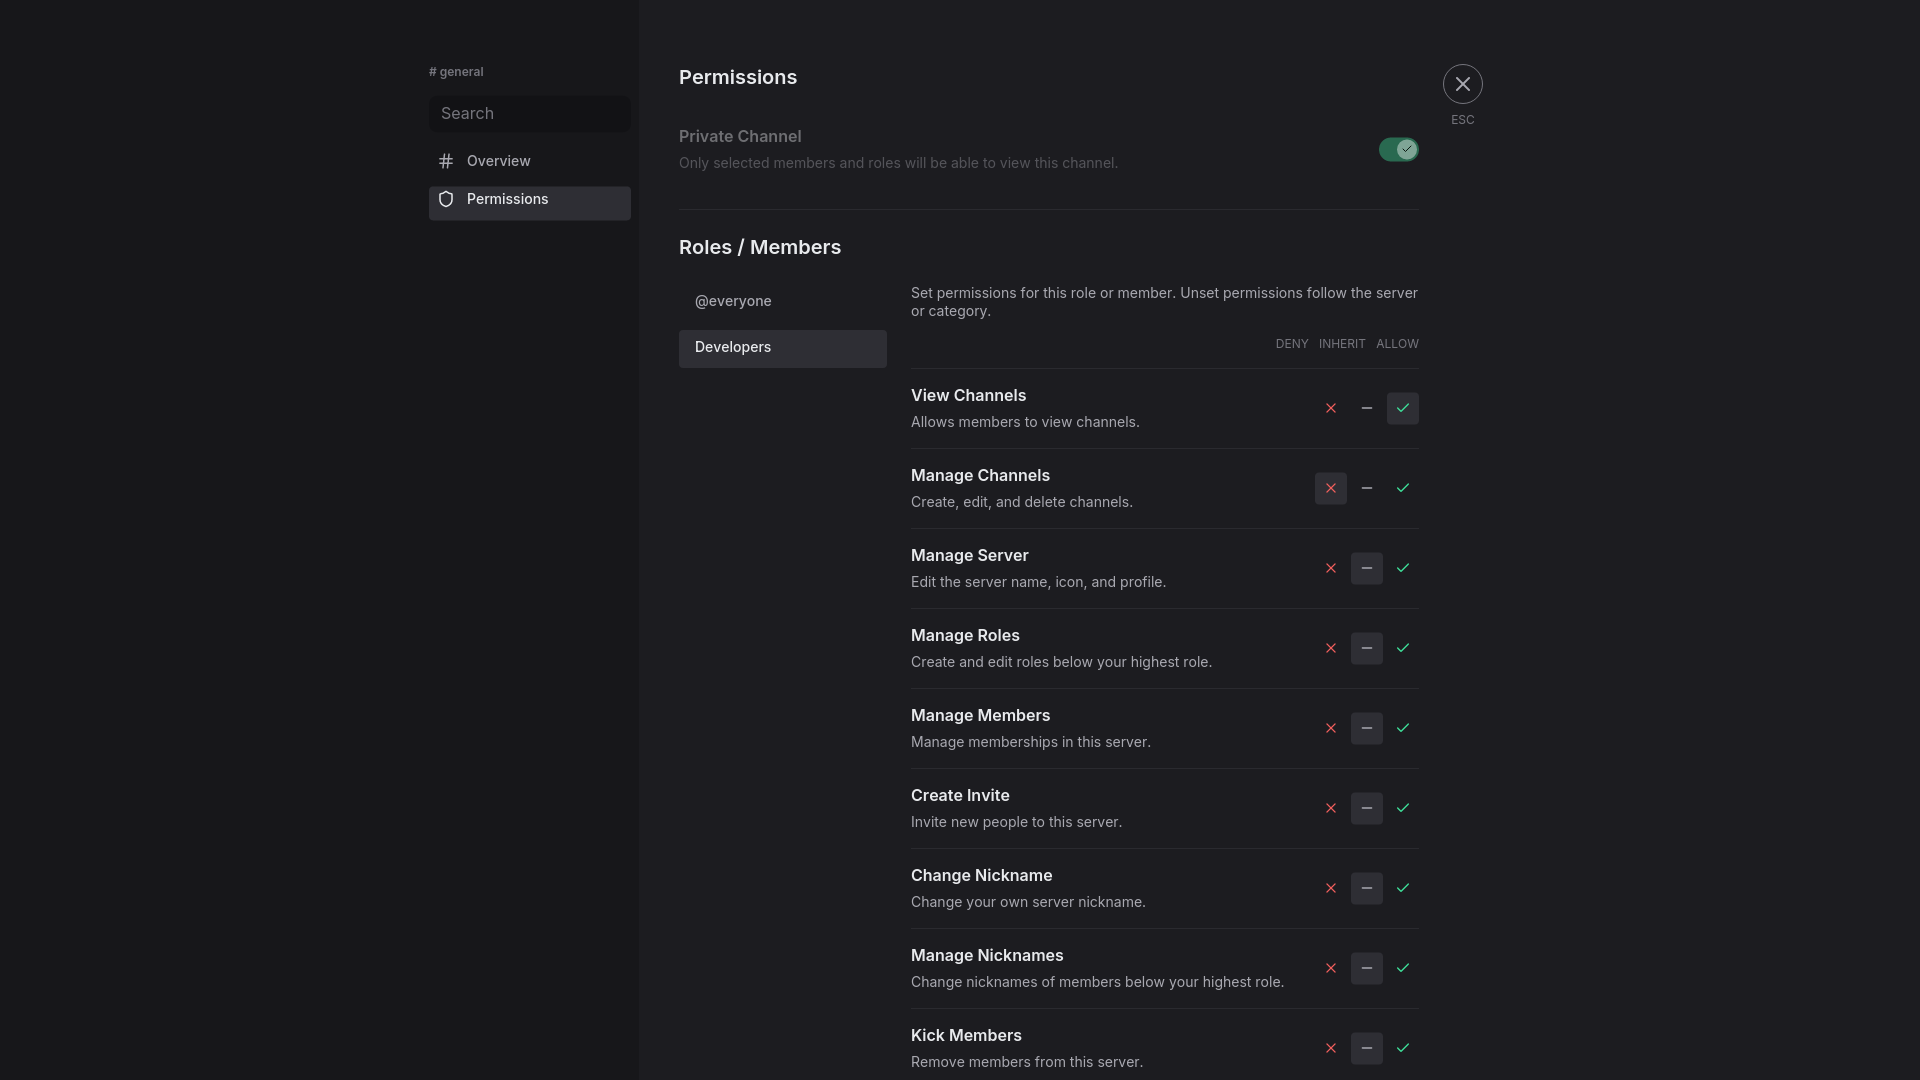 # general
Search
Overview
Permissions
Permissions
ESC
Private Channel
Only selected members and roles will be able to view this channel.
Roles / Members
@everyone
Developers
Set permissions for this role or member. Unset permissions follow the server
or category.
DENY INHERIT ALLOW
View Channels
Allows members to view channels.
Manage Channels
Create, edit, and delete channels.
Manage Server
Edit the server name, icon, and profile.
Manage Roles
Create and edit roles below your highest role.
Manage Members
Manage memberships in this server.
Create Invite
Invite new people to this server.
Change Nickname
Change your own server nickname.
Manage Nicknames
Change nicknames of members below your highest role.
Kick Members
Remove members from this server.